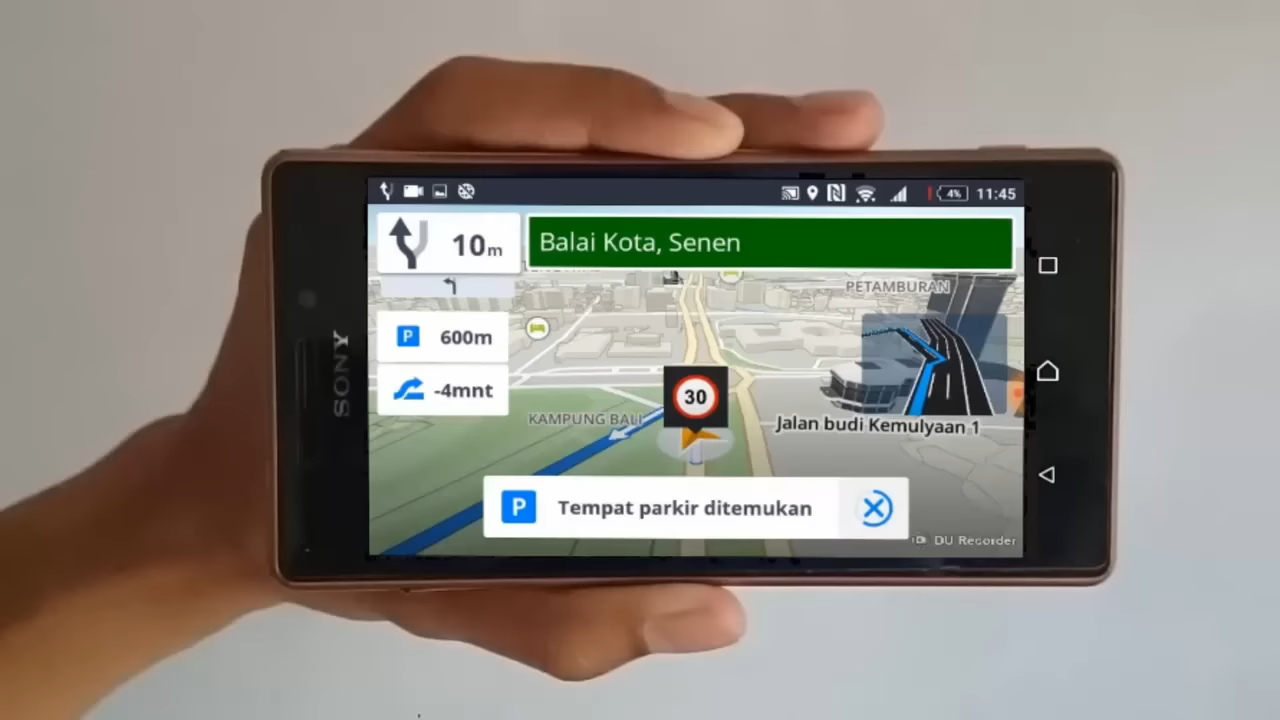 SONY
4% 11:45
10m
Balai Kota, Senen
PETAMBURAN
P 600m
-4mnt
30
KAMPUNG BALI
Jalan budi Kemulyaan 1
P Tempat parkir ditemukan
DU Recorder